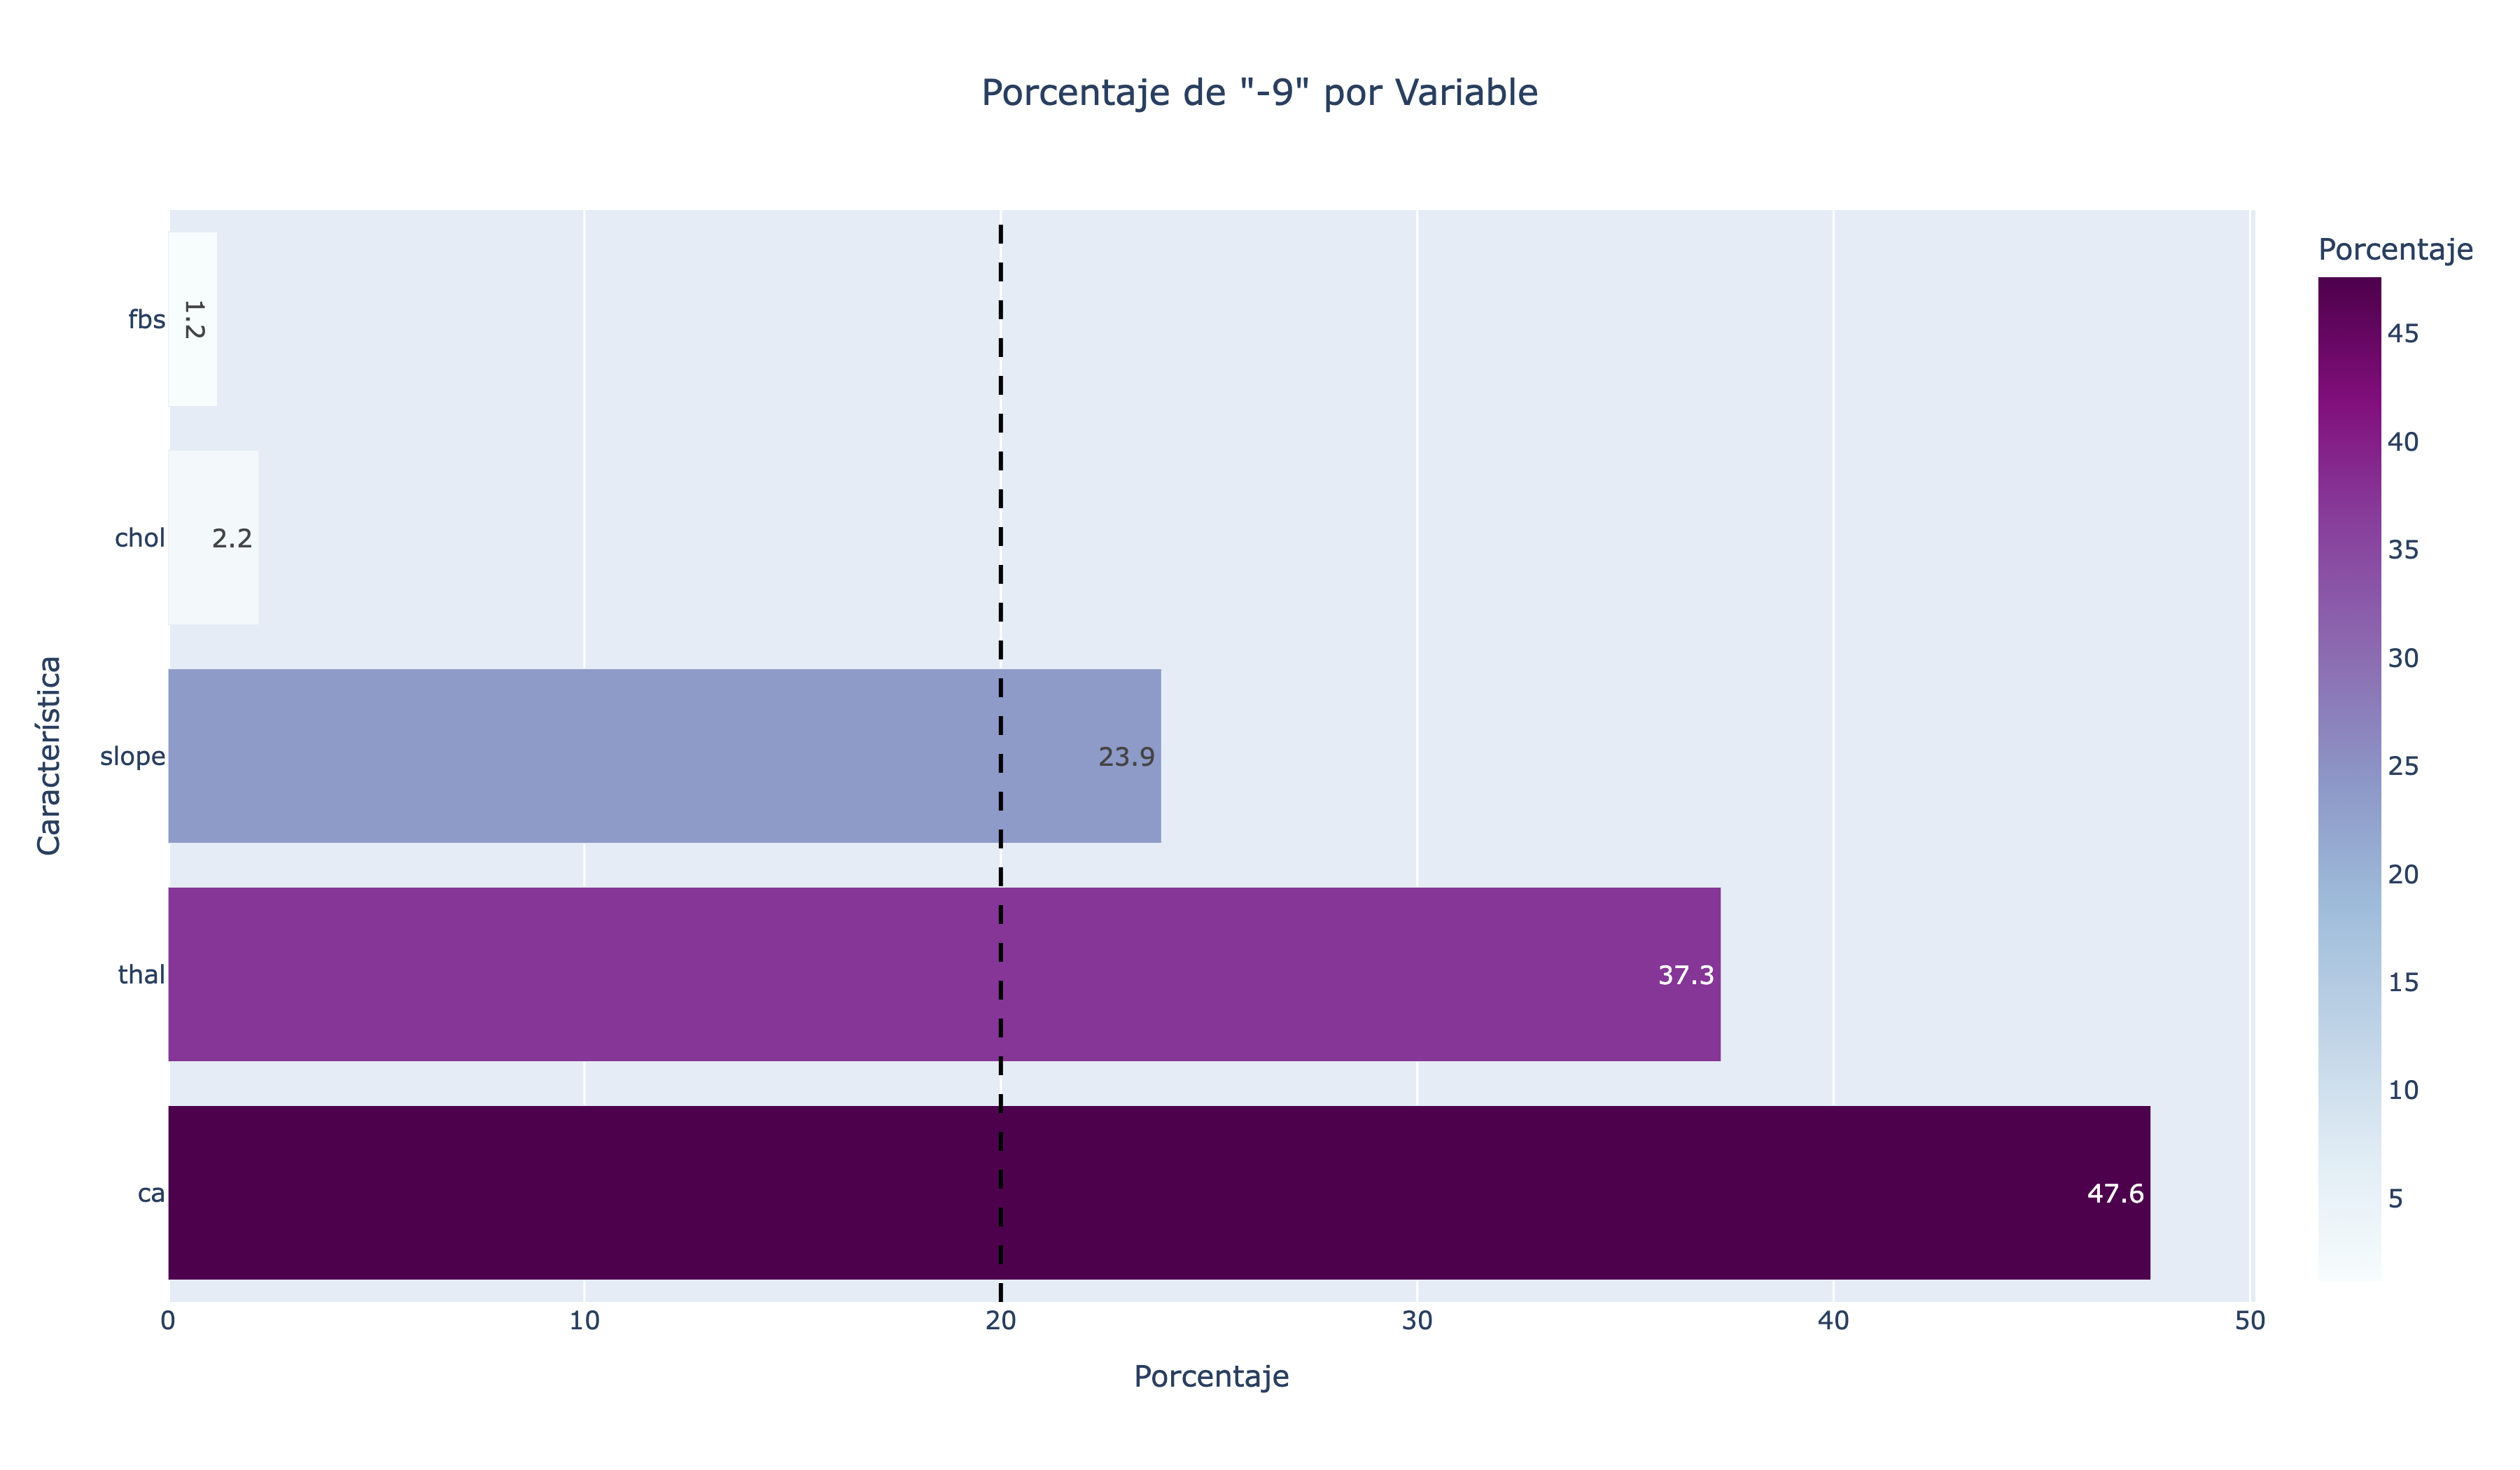 Porcentaje de "-9" por Variable
Porcentaje
fbs
1.2
chol
2.2
slope
23.9
thal
37.3
ca
47.6
Característica
0
10
20
30
40
50
Porcentaje
45
40
35
30
25
20
15
10
5